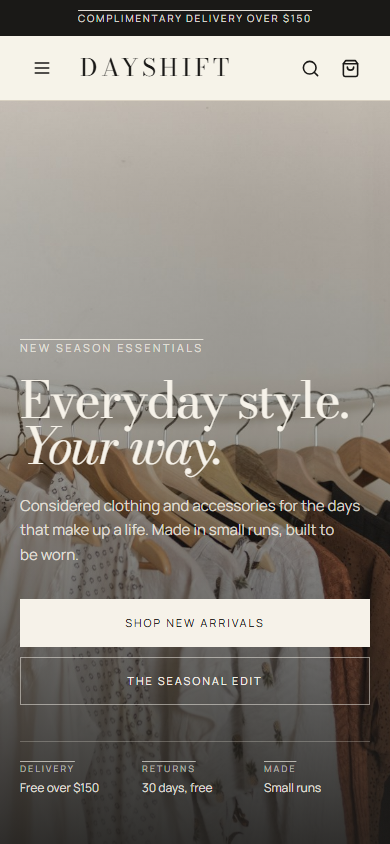 COMPLIMENTARY DELIVERY OVER $150
DAYSHIFT
NEW SEASON ESSENTIALS
Everyday style.
Your way.
Considered clothing and accessories for the days
that make up a life. Made in small runs, built to
be worn.
SHOP NEW ARRIVALS
THE SEASONAL EDIT
DELIVERY
Free over $150
RETURNS
30 days, free
MADE
Small runs